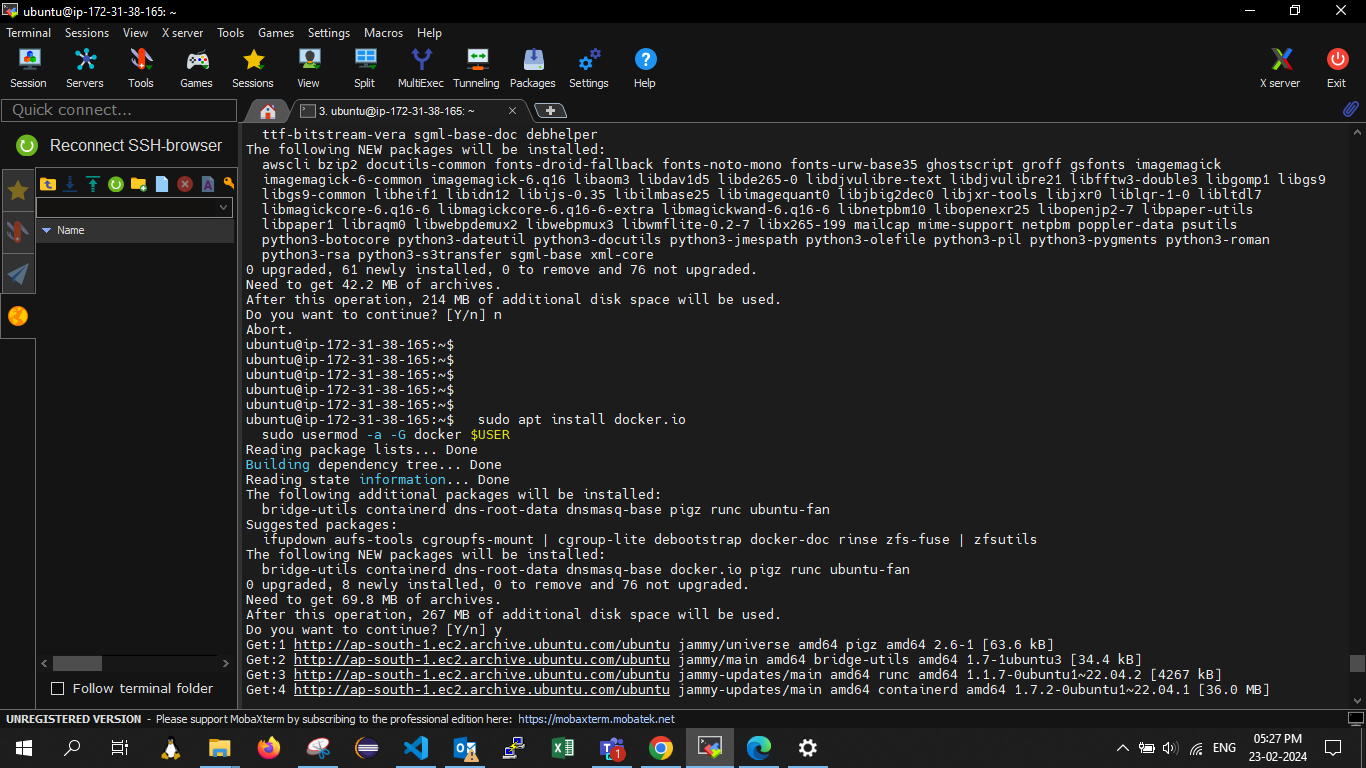 ubuntu@ip-172-31-38-165: ~
Terminal Sessions View X server Tools Games Settings Macros Help
Session Servers Tools Games Sessions View Split MultiExec Tunneling Packages Settings Help X server Exit
Quick connect...
3. ubuntu@ip-172-31-38-165: ~
Reconnect SSH-browser
Name
Follow terminal folder
ttf-bitstream-vera sgml-base-doc debhelper
The following NEW packages will be installed:
awscli bzip2 docutils-common fonts-droid-fallback fonts-noto-mono fonts-urw-base35 ghostscript groff gsfonts imagemagick
imagemagick-6-common imagemagick-6.q16 libaom3 libdav1d5 libde265-0 libdjvulibre-text libdjvulibre21 libfftw3-double3 libgomp1 libgs9
libgs9-common libheif1 libidn12 libijs-0.35 libilmbase25 libimagequant0 libjbig2dec0 libjxr-tools libjxr0 liblqr-1-0 libltdl7
libmagickcore-6.q16-6 libmagickcore-6.q16-6-extra libmagickwand-6.q16-6 libnetpbm10 libopenexr25 libopenjp2-7 libpaper-utils
libpaper1 libraqm0 libwebpdemux2 libwebpmux3 libwmflite-0.2-7 libx265-199 mailcap mime-support netpbm poppler-data psutils
python3-botocore python3-dateutil python3-docutils python3-jmespath python3-olefile python3-pil python3-pygments python3-roman
python3-rsa python3-s3transfer sgml-base xml-core
0 upgraded, 61 newly installed, 0 to remove and 76 not upgraded.
Need to get 42.2 MB of archives.
After this operation, 214 MB of additional disk space will be used.
Do you want to continue? [Y/n] n
Abort.
ubuntu@ip-172-31-38-165:~$
ubuntu@ip-172-31-38-165:~$
ubuntu@ip-172-31-38-165:~$
ubuntu@ip-172-31-38-165:~$
ubuntu@ip-172-31-38-165:~$
ubuntu@ip-172-31-38-165:~$   sudo apt install docker.io
sudo usermod -a -G docker $USER
Reading package lists... Done
Building dependency tree... Done
Reading state information... Done
The following additional packages will be installed:
bridge-utils containerd dns-root-data dnsmasq-base pigz runc ubuntu-fan
Suggested packages:
ifupdown aufs-tools cgroupfs-mount | cgroup-lite debootstrap docker-doc rinse zfs-fuse | zfsutils
The following NEW packages will be installed:
bridge-utils containerd dns-root-data dnsmasq-base docker.io pigz runc ubuntu-fan
0 upgraded, 8 newly installed, 0 to remove and 76 not upgraded.
Need to get 69.8 MB of archives.
After this operation, 267 MB of additional disk space will be used.
Do you want to continue? [Y/n] y
Get:1 http://ap-south-1.ec2.archive.ubuntu.com/ubuntu jammy/universe amd64 pigz amd64 2.6-1 [63.6 kB]
Get:2 http://ap-south-1.ec2.archive.ubuntu.com/ubuntu jammy/main amd64 bridge-utils amd64 1.7-1ubuntu3 [34.4 kB]
Get:3 http://ap-south-1.ec2.archive.ubuntu.com/ubuntu jammy-updates/main amd64 runc amd64 1.1.7-0ubuntu1~22.04.2 [4267 kB]
Get:4 http://ap-south-1.ec2.archive.ubuntu.com/ubuntu jammy-updates/main amd64 containerd amd64 1.7.2-0ubuntu1~22.04.1 [36.0 MB]
UNREGISTERED VERSION - Please support MobaXterm by subscribing to the professional edition here: https://mobaxterm.mobatek.net
1
ENG
05:27 PM
23-02-2024